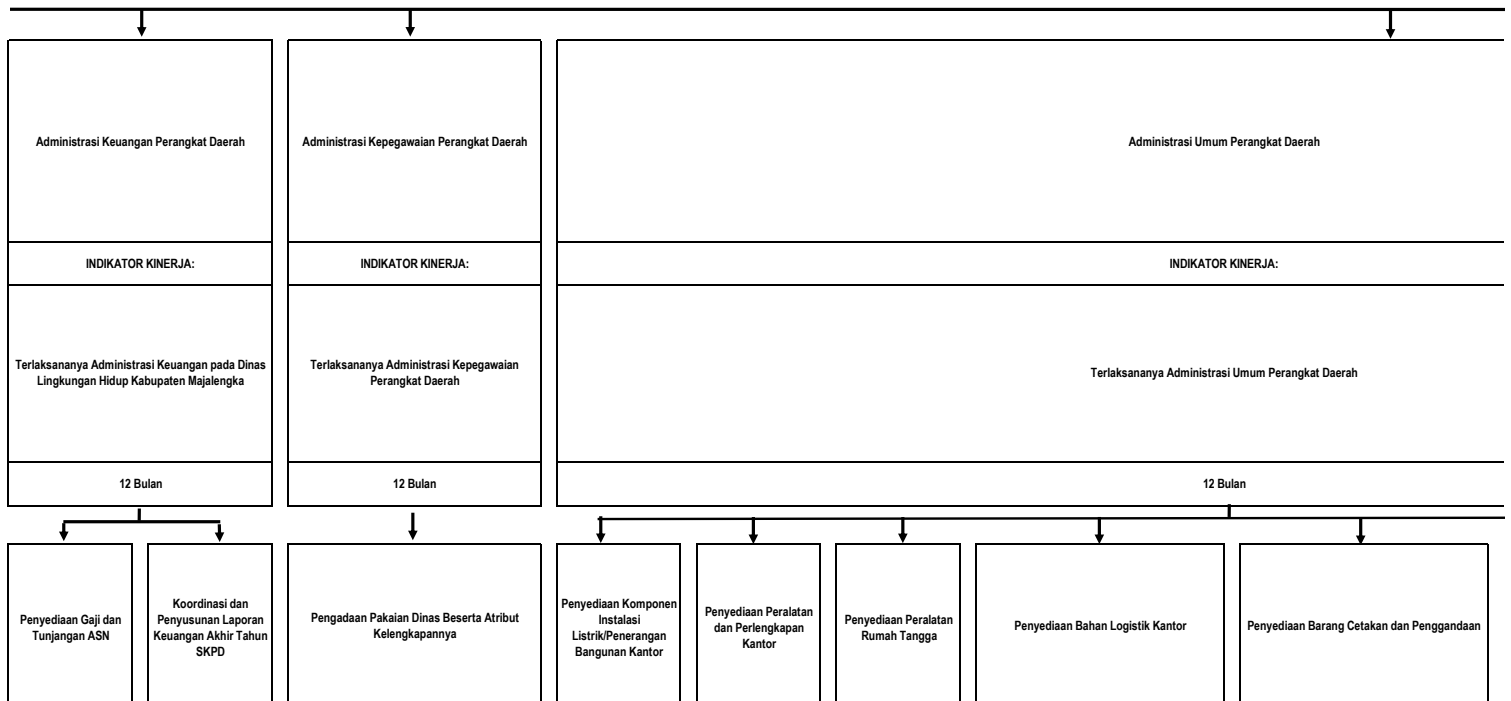 Administrasi Keuangan Perangkat Daerah
Administrasi Kepegawaian Perangkat Daerah
Administrasi Umum Perangkat Daerah
INDIKATOR KINERJA:
INDIKATOR KINERJA:
INDIKATOR KINERJA:
Terlaksananya Administrasi Keuangan pada Dinas
Lingkungan Hidup Kabupaten Majalengka
Terlaksananya Administrasi Kepegawaian
Perangkat Daerah
Terlaksananya Administrasi Umum Perangkat Daerah
12 Bulan
12 Bulan
12 Bulan
Penyediaan Gaji dan
Tunjangan ASN
Koordinasi dan
Penyusunan Laporan
Keuangan Akhir Tahun
SKPD
Pengadaan Pakaian Dinas Beserta Atribut
Kelengkapannya
Penyediaan Komponen
Instalasi
Listrik/Penerangan
Bangunan Kantor
Penyediaan Peralatan
dan Perlengkapan
Kantor
Penyediaan Peralatan
Rumah Tangga
Penyediaan Bahan Logistik Kantor
Penyediaan Barang Cetakan dan Penggandaan